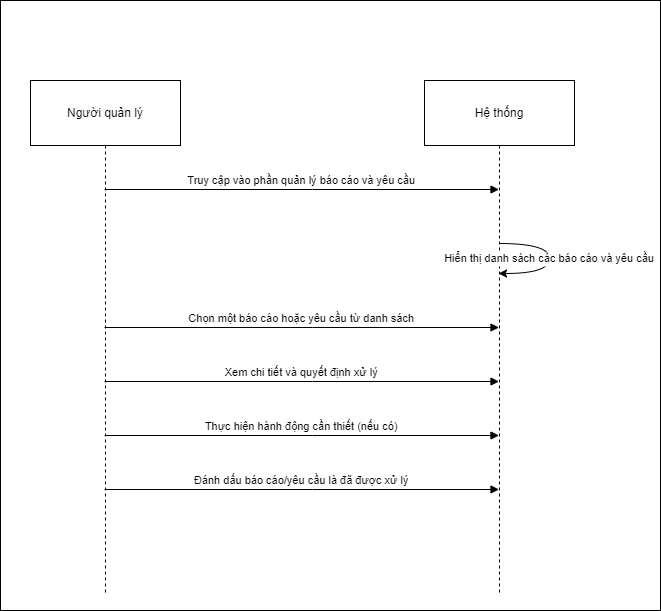 Người quản lý
Hệ thống
Truy cập vào phần quản lý báo cáo và yêu cầu
Hiển thị danh sách các báo cáo và yêu cầu
Chọn một báo cáo hoặc yêu cầu từ danh sách
Xem chi tiết và quyết định xử lý
Thực hiện hành động cần thiết (nếu có)
Đánh dấu báo cáo/yêu cầu là đã được xử lý